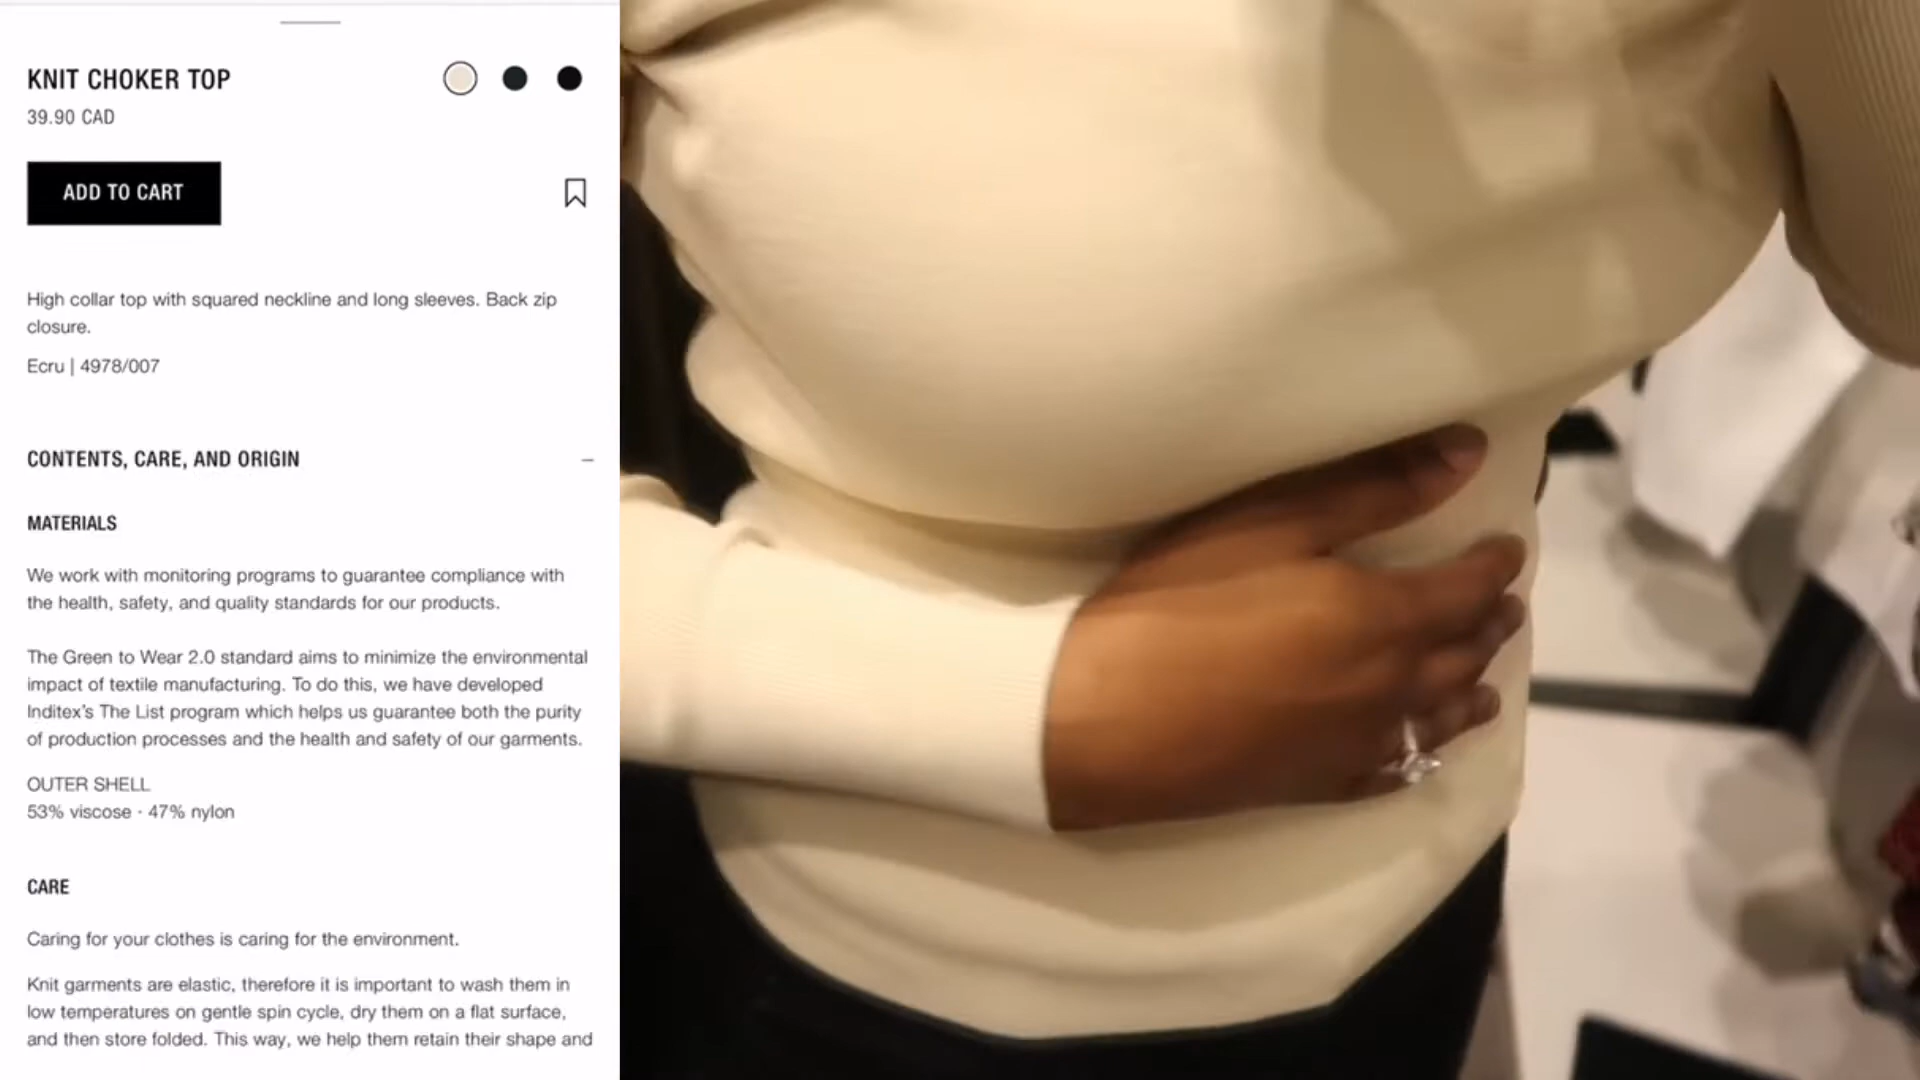 KNIT CHOKER TOP
39.90 CAD
ADD TO CART
High collar top with squared neckline and long sleeves. Back zip
closure.
Ecru | 4978/007
CONTENTS, CARE, AND ORIGIN
MATERIALS
We work with monitoring programs to guarantee compliance with
the health, safety, and quality standards for our products.
The Green to Wear 2.0 standard aims to minimize the environmental
impact of textile manufacturing. To do this, we have developed
Inditex's The List program which helps us guarantee both the purity
of production processes and the health and safety of our garments.
OUTER SHELL
53% viscose · 47% nylon
CARE
Caring for your clothes is caring for the environment.
Knit garments are elastic, therefore it is important to wash them in
low temperatures on gentle spin cycle, dry them on a flat surface,
and then store folded. This way, we help them retain their shape and